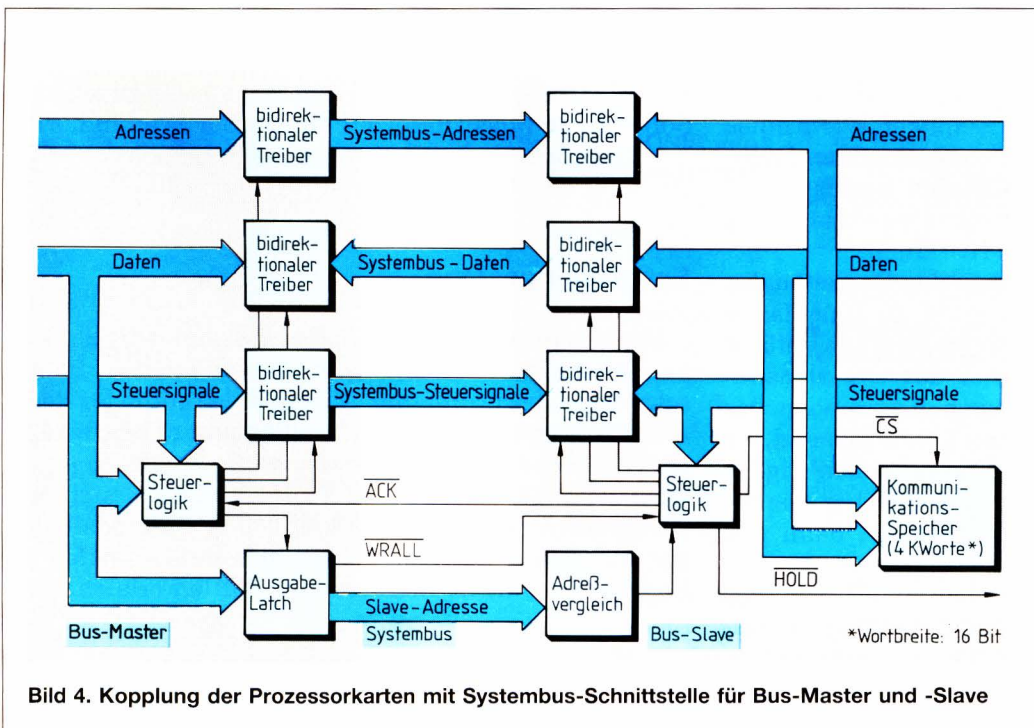 bidirek-
tionaler
Treiber
bidirek-
tionaler
Treiber
Adressen
Systembus-Adressen
Adressen
bidirek-
tionaler
Treiber
bidirek-
tionaler
Treiber
Daten
Systembus - Daten
Daten
bidirek-
tionaler
Treiber
bidirek-
tionaler
Treiber
Steuersignale
Systembus-Steuersignale
Steuersignale
CS
Steuer-
logik
ACK
Steuer-
logik
Kommuni-
kations-
Speicher
(4 KWorte*)
WRALL
HOLD
Ausgabe-
Latch
Slave-Adresse
Adreß-
vergleich
Bus-Master
Systembus
Bus-Slave
*Wortbreite: 16 Bit
Bild 4. Kopplung der Prozessorkarten mit Systembus-Schnittstelle für Bus-Master und -Slave